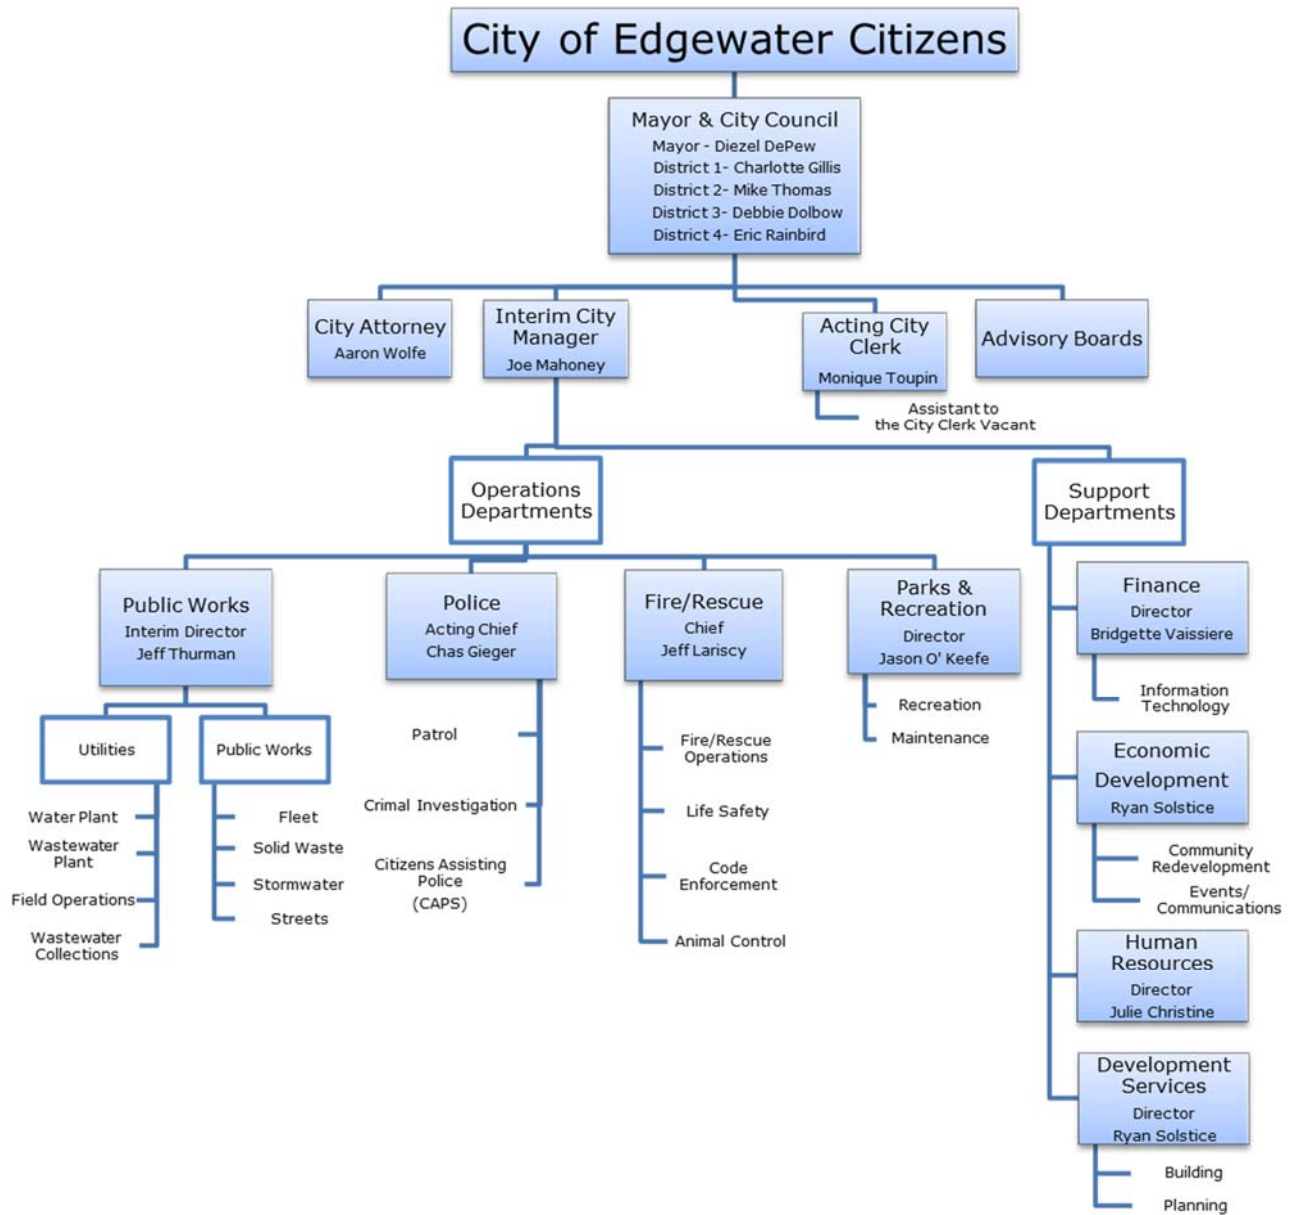 City of Edgewater Citizens
Mayor & City Council
Mayor - Diezel DePew
District 1- Charlotte Gillis
District 2- Mike Thomas
District 3- Debbie Dolbow
District 4- Eric Rainbird
City Attorney
Aaron Wolfe
Interim City
Manager
Joe Mahoney
Acting City
Clerk
Monique Toupin
Assistant to
the City Clerk Vacant
Advisory Boards
Operations
Departments
Support
Departments
Public Works
Interim Director
Jeff Thurman
Utilities
Water Plant
Wastewater
Plant
Field Operations
Wastewater
Collections
Public Works
Fleet
Solid Waste
Stormwater
Streets
Police
Acting Chief
Chas Gieger
Patrol
Crimal Investigation
Citizens Assisting
Police
(CAPS)
Fire/Rescue
Chief
Jeff Lariscy
Fire/Rescue
Operations
Life Safety
Code
Enforcement
Animal Control
Parks &
Recreation
Director
Jason O' Keefe
Recreation
Maintenance
Finance
Director
Bridgette Vaissiere
Information
Technology
Economic
Development
Ryan Solstice
Community
Redevelopment
Events/
Communications
Human
Resources
Director
Julie Christine
Development
Services
Director
Ryan Solstice
Building
Planning